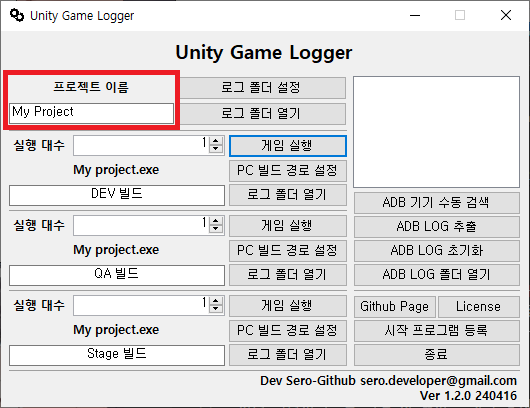 Unity Game Logger
Unity Game Logger
프로젝트 이름
로그 폴더 설정
My Project
로그 폴더 열기
실행 대수
1
게임 실행
My project.exe
PC 빌드 경로 설정
DEV 빌드
로그 폴더 열기
실행 대수
1
게임 실행
My project.exe
PC 빌드 경로 설정
QA 빌드
로그 폴더 열기
실행 대수
1
게임 실행
My project.exe
PC 빌드 경로 설정
Stage 빌드
로그 폴더 열기
ADB 기기 수동 검색
ADB LOG 추출
ADB LOG 초기화
ADB LOG 폴더 열기
Github Page
License
시작 프로그램 등록
종료
Dev Sero-Github sero.developer@gmail.com
Ver 1.2.0 240416